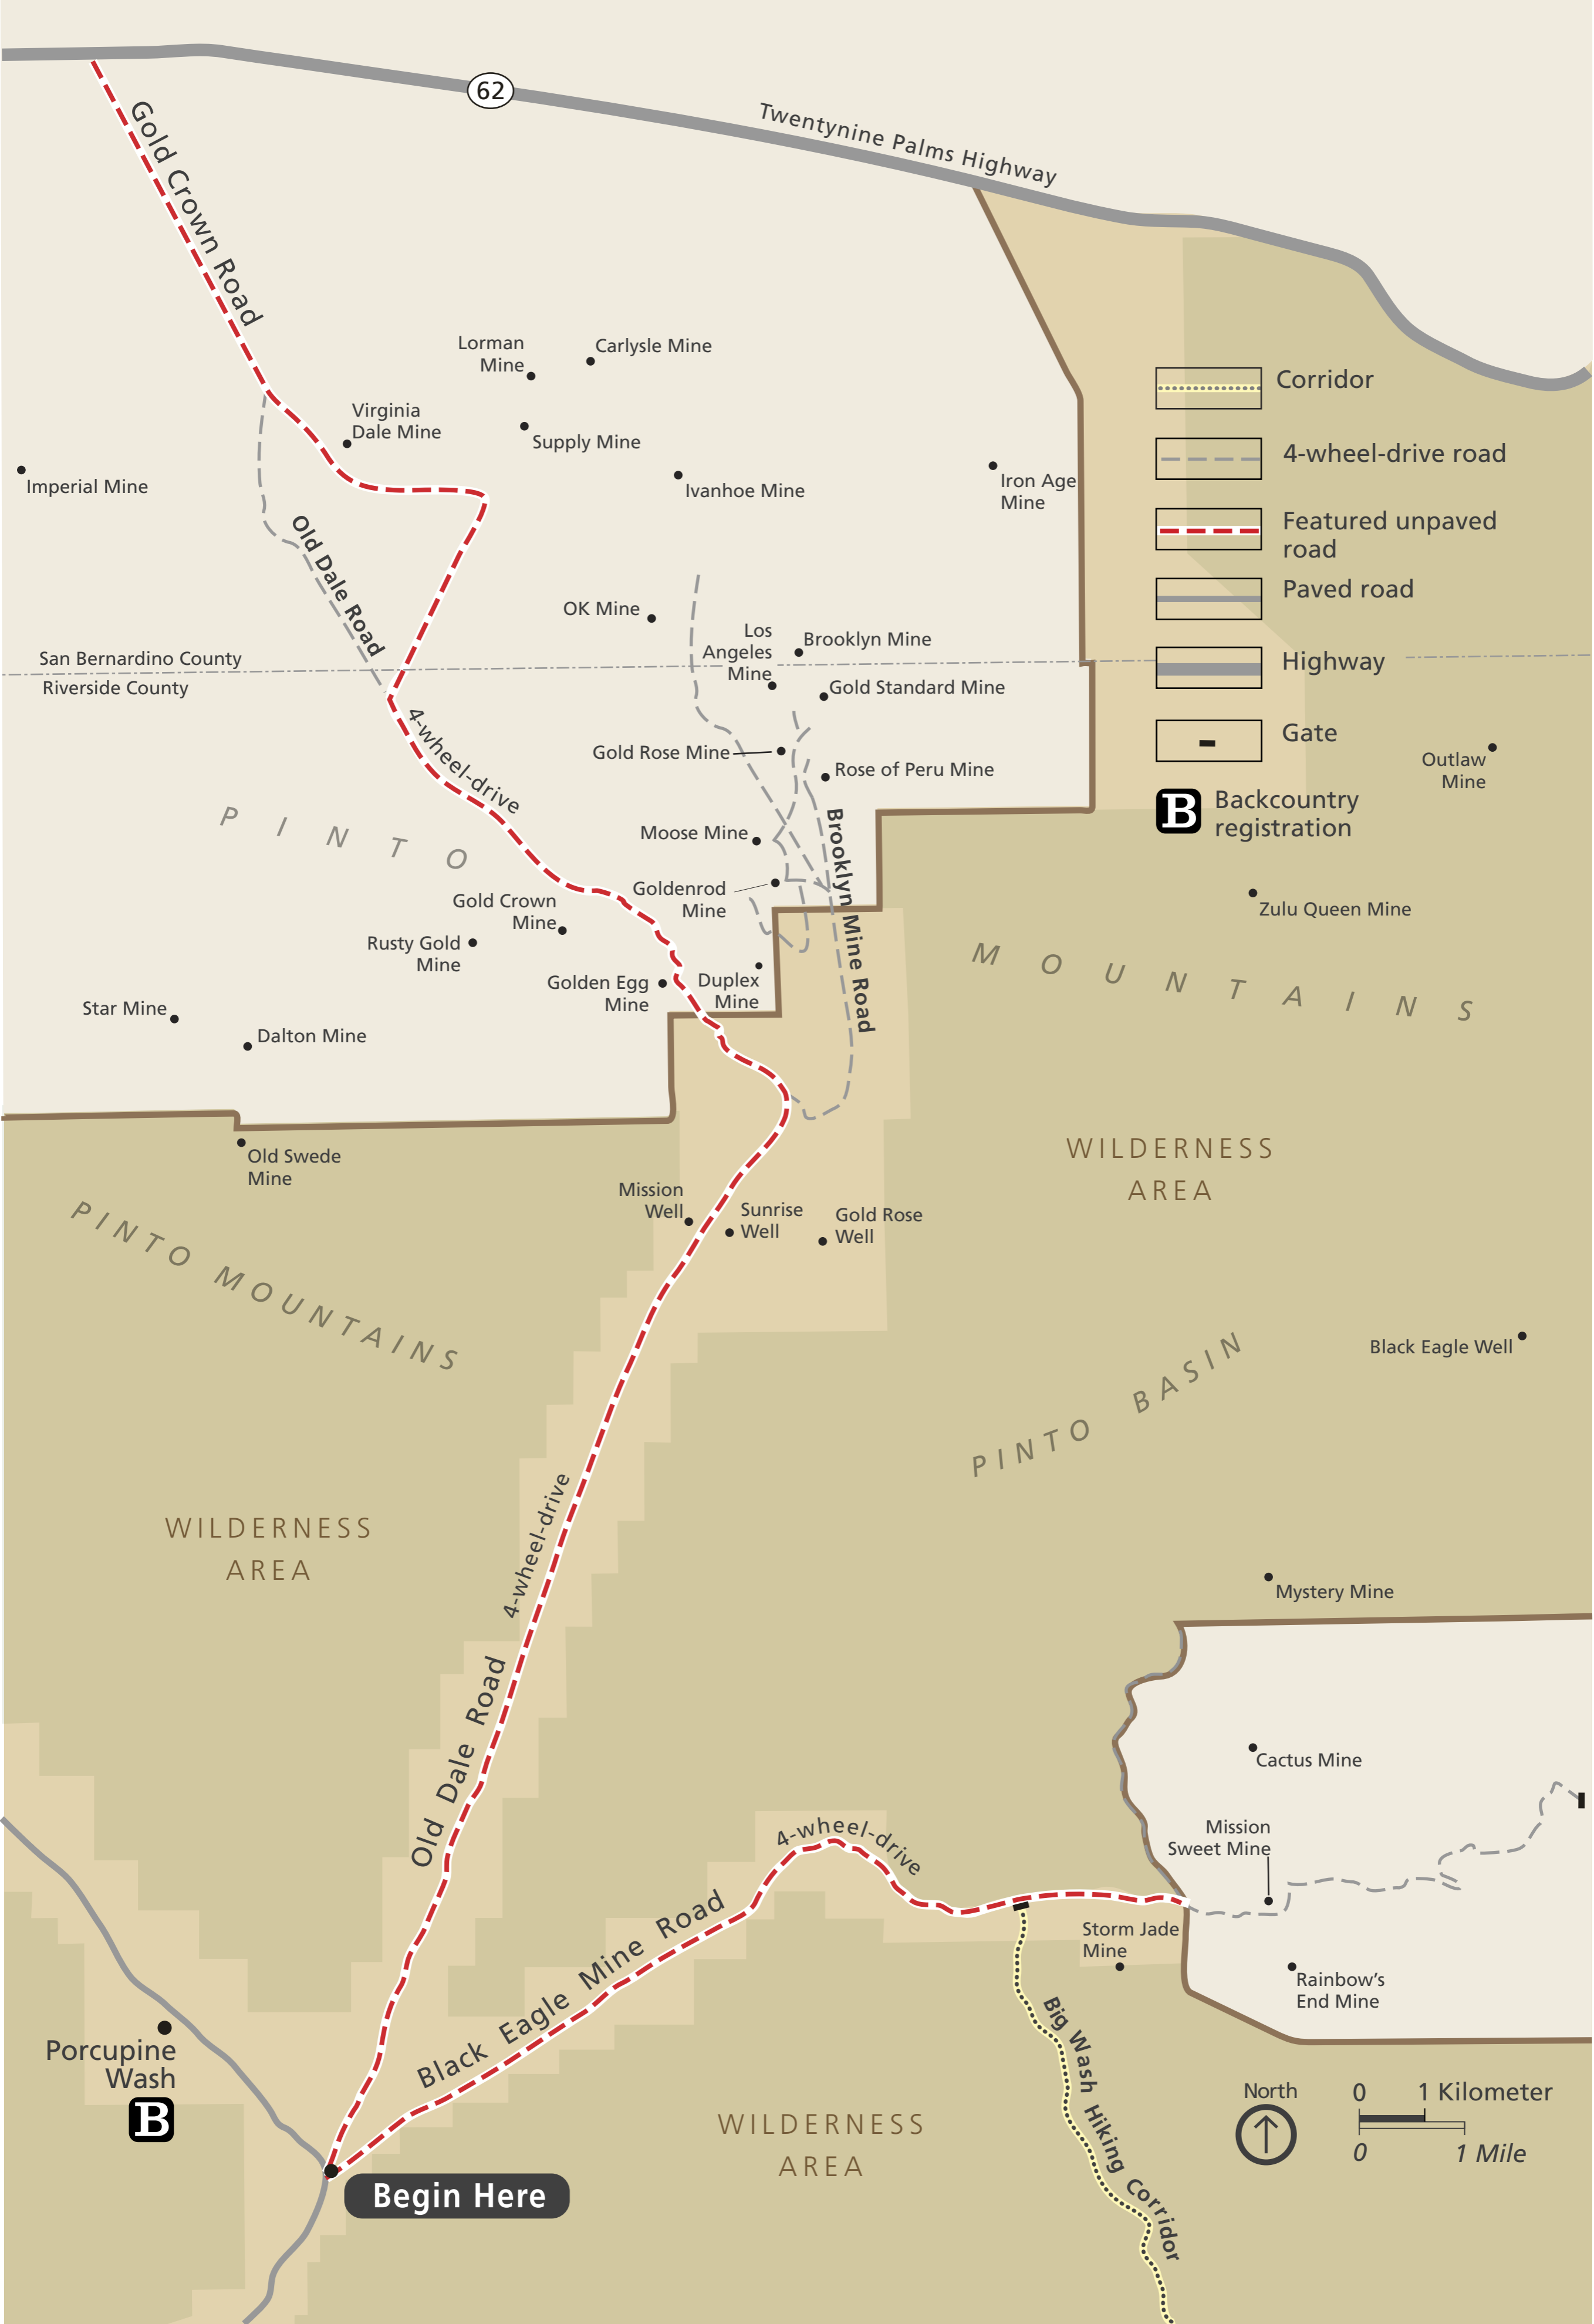 62
Twentynine Palms Highway
Gold Crown Road
Lorman
Mine
Carlysle Mine
Virginia
Dale Mine
Supply Mine
Imperial Mine
Ivanhoe Mine
Iron Age
Mine
Old Dale Road
OK Mine
Los
Angeles
Mine
Brooklyn Mine
San Bernardino County
Riverside County
Gold Standard Mine
4-wheel-drive
Gold Rose Mine
Rose of Peru Mine
Corridor
4-wheel-drive road
Featured unpaved
road
Paved road
Highway
Gate
B
Backcountry
registration
Outlaw
Mine
PINTO
Moose Mine
Brooklyn Mine Road
Goldenrod
Mine
Gold Crown
Mine
Rusty Gold
Mine
Zulu Queen Mine
MOUNTAINS
Golden Egg
Mine
Duplex
Mine
Star Mine
Dalton Mine
Old Swede
Mine
WILDERNESS
AREA
Mission
Well
Sunrise
Well
Gold Rose
Well
PINTO MOUNTAINS
Black Eagle Well
PINTO BASIN
4-wheel-drive
WILDERNESS
AREA
Mystery Mine
Old Dale Road
Cactus Mine
Mission
Sweet Mine
4-wheel-drive
Black Eagle Mine Road
Storm Jade
Mine
Rainbow's
End Mine
Big Wash Hiking Corridor
Porcupine
Wash
B
North
0 1 Kilometer
0 1 Mile
WILDERNESS
AREA
Begin Here